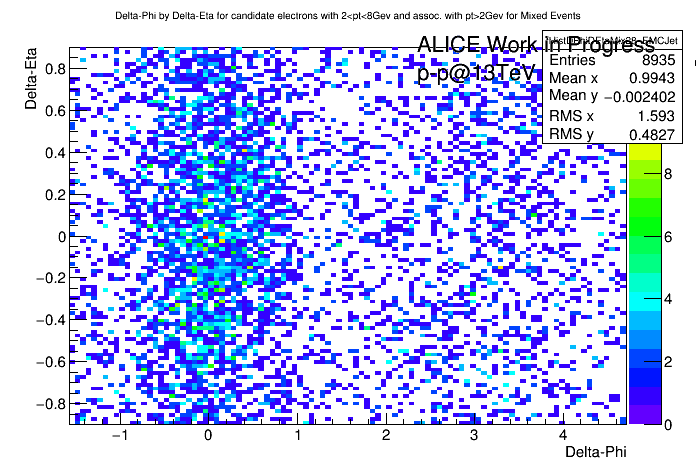 Delta-Phi by Delta-Eta for candidate electrons with 2<pt<8Gev and assoc. with pt>2Gev for Mixed Events
ALICE Work in Progress
p-p@13TeV
Entries 8935
Mean x 0.9943
Mean y −0.002402
RMS x 1.593
RMS y 0.4827
Delta-Eta
0.8
0.6
0.4
0.2
0
−0.2
−0.4
−0.6
−0.8
8
6
4
2
0
−1 0 1 2 3 4
Delta-Phi